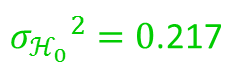 σ_{ℋ₀}² = 0.217